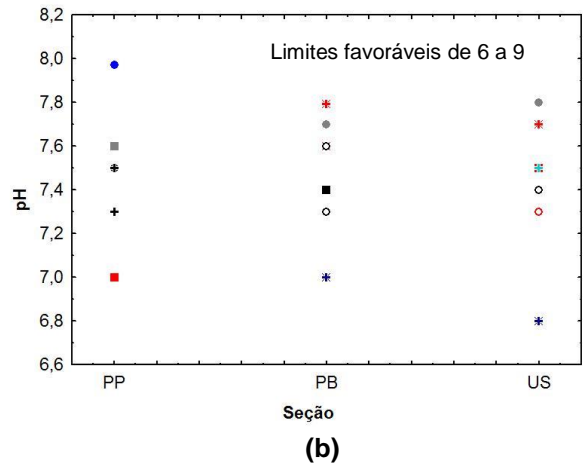 8,2
Limites favoráveis de 6 a 9
8,0
7,8
7,6
7,4
7,2
7,0
6,8
6,6
pH
PP PB US
Seção
(b)